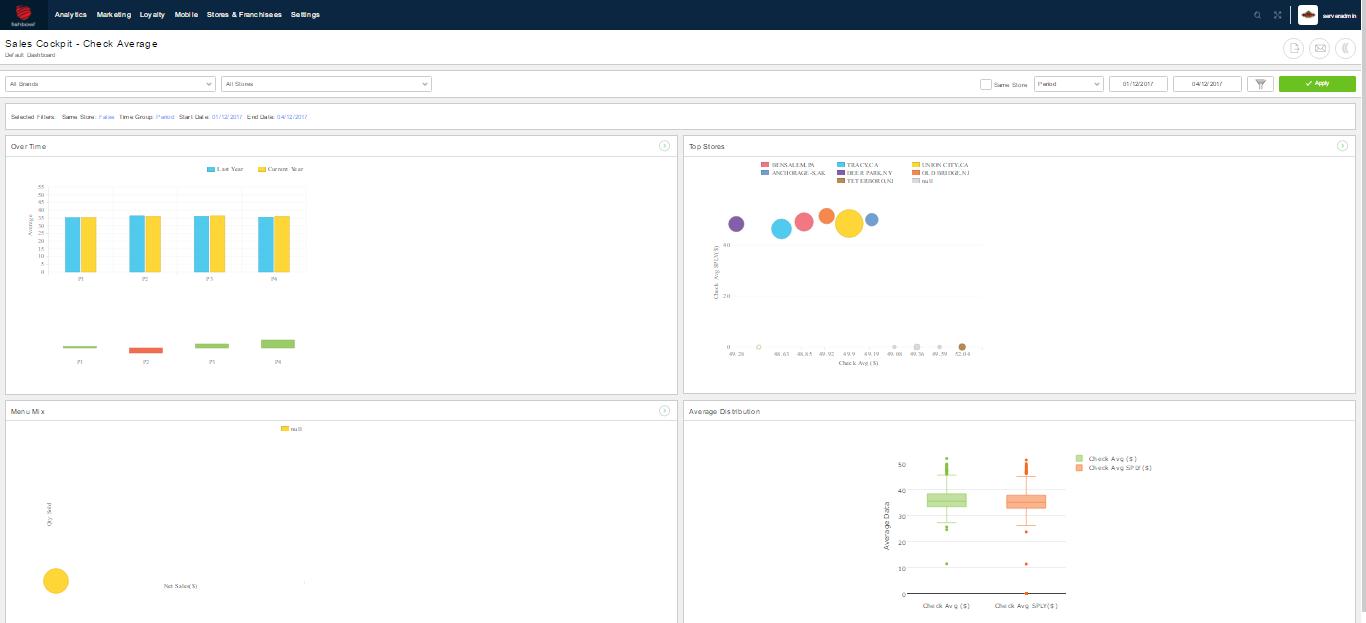 fishbowl Analytics Marketing Loyalty Mobile Stores & Franchisees Settings serveradmin
Sales Cockpit - Check Average
Default Dashboard
All Brands All Stores Same Store Period 01/12/2017 04/12/2017 Apply
Selected Filters: Same Store: False Time Group: Period Start Date: 01/12/2017 End Date: 04/12/2017
Over Time
Last Year Current Year
55
50
45
40
35
30
25
20
15
10
5
0
Average
P1 P2 P3 P4
P1 P2 P3 P4
Top Stores
BENSALEM,PA TRACY,CA UNION CITY,CA
ANCHORAGE-S,AK DEER PARK,NY OLD BRIDGE,NJ
TETERBORO,NJ null
40
20
0
Check Avg SPLY($)
49.28 48.63 48.85 49.92 49.9 49.19 49.08 49.36 49.59 52.04
Check Avg ($)
Menu Mix
null
Qty Sold
Net Sales($)
Average Distribution
Check Avg ($)
Check Avg SPLY($)
50
40
30
20
10
0
Average Data
Check Avg ($) Check Avg SPLY($)